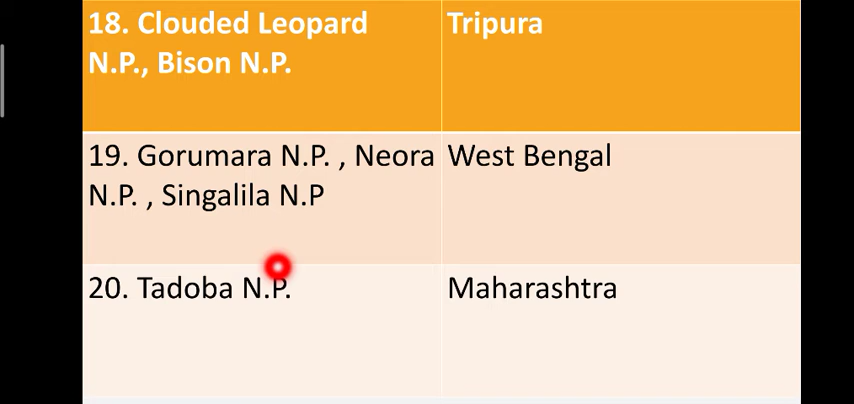 18. Clouded Leopard Tripura
N.P., Bison N.P.
19. Gorumara N.P. , Neora West Bengal
N.P. , Singalila N.P
20. Tadoba N.P. Maharashtra